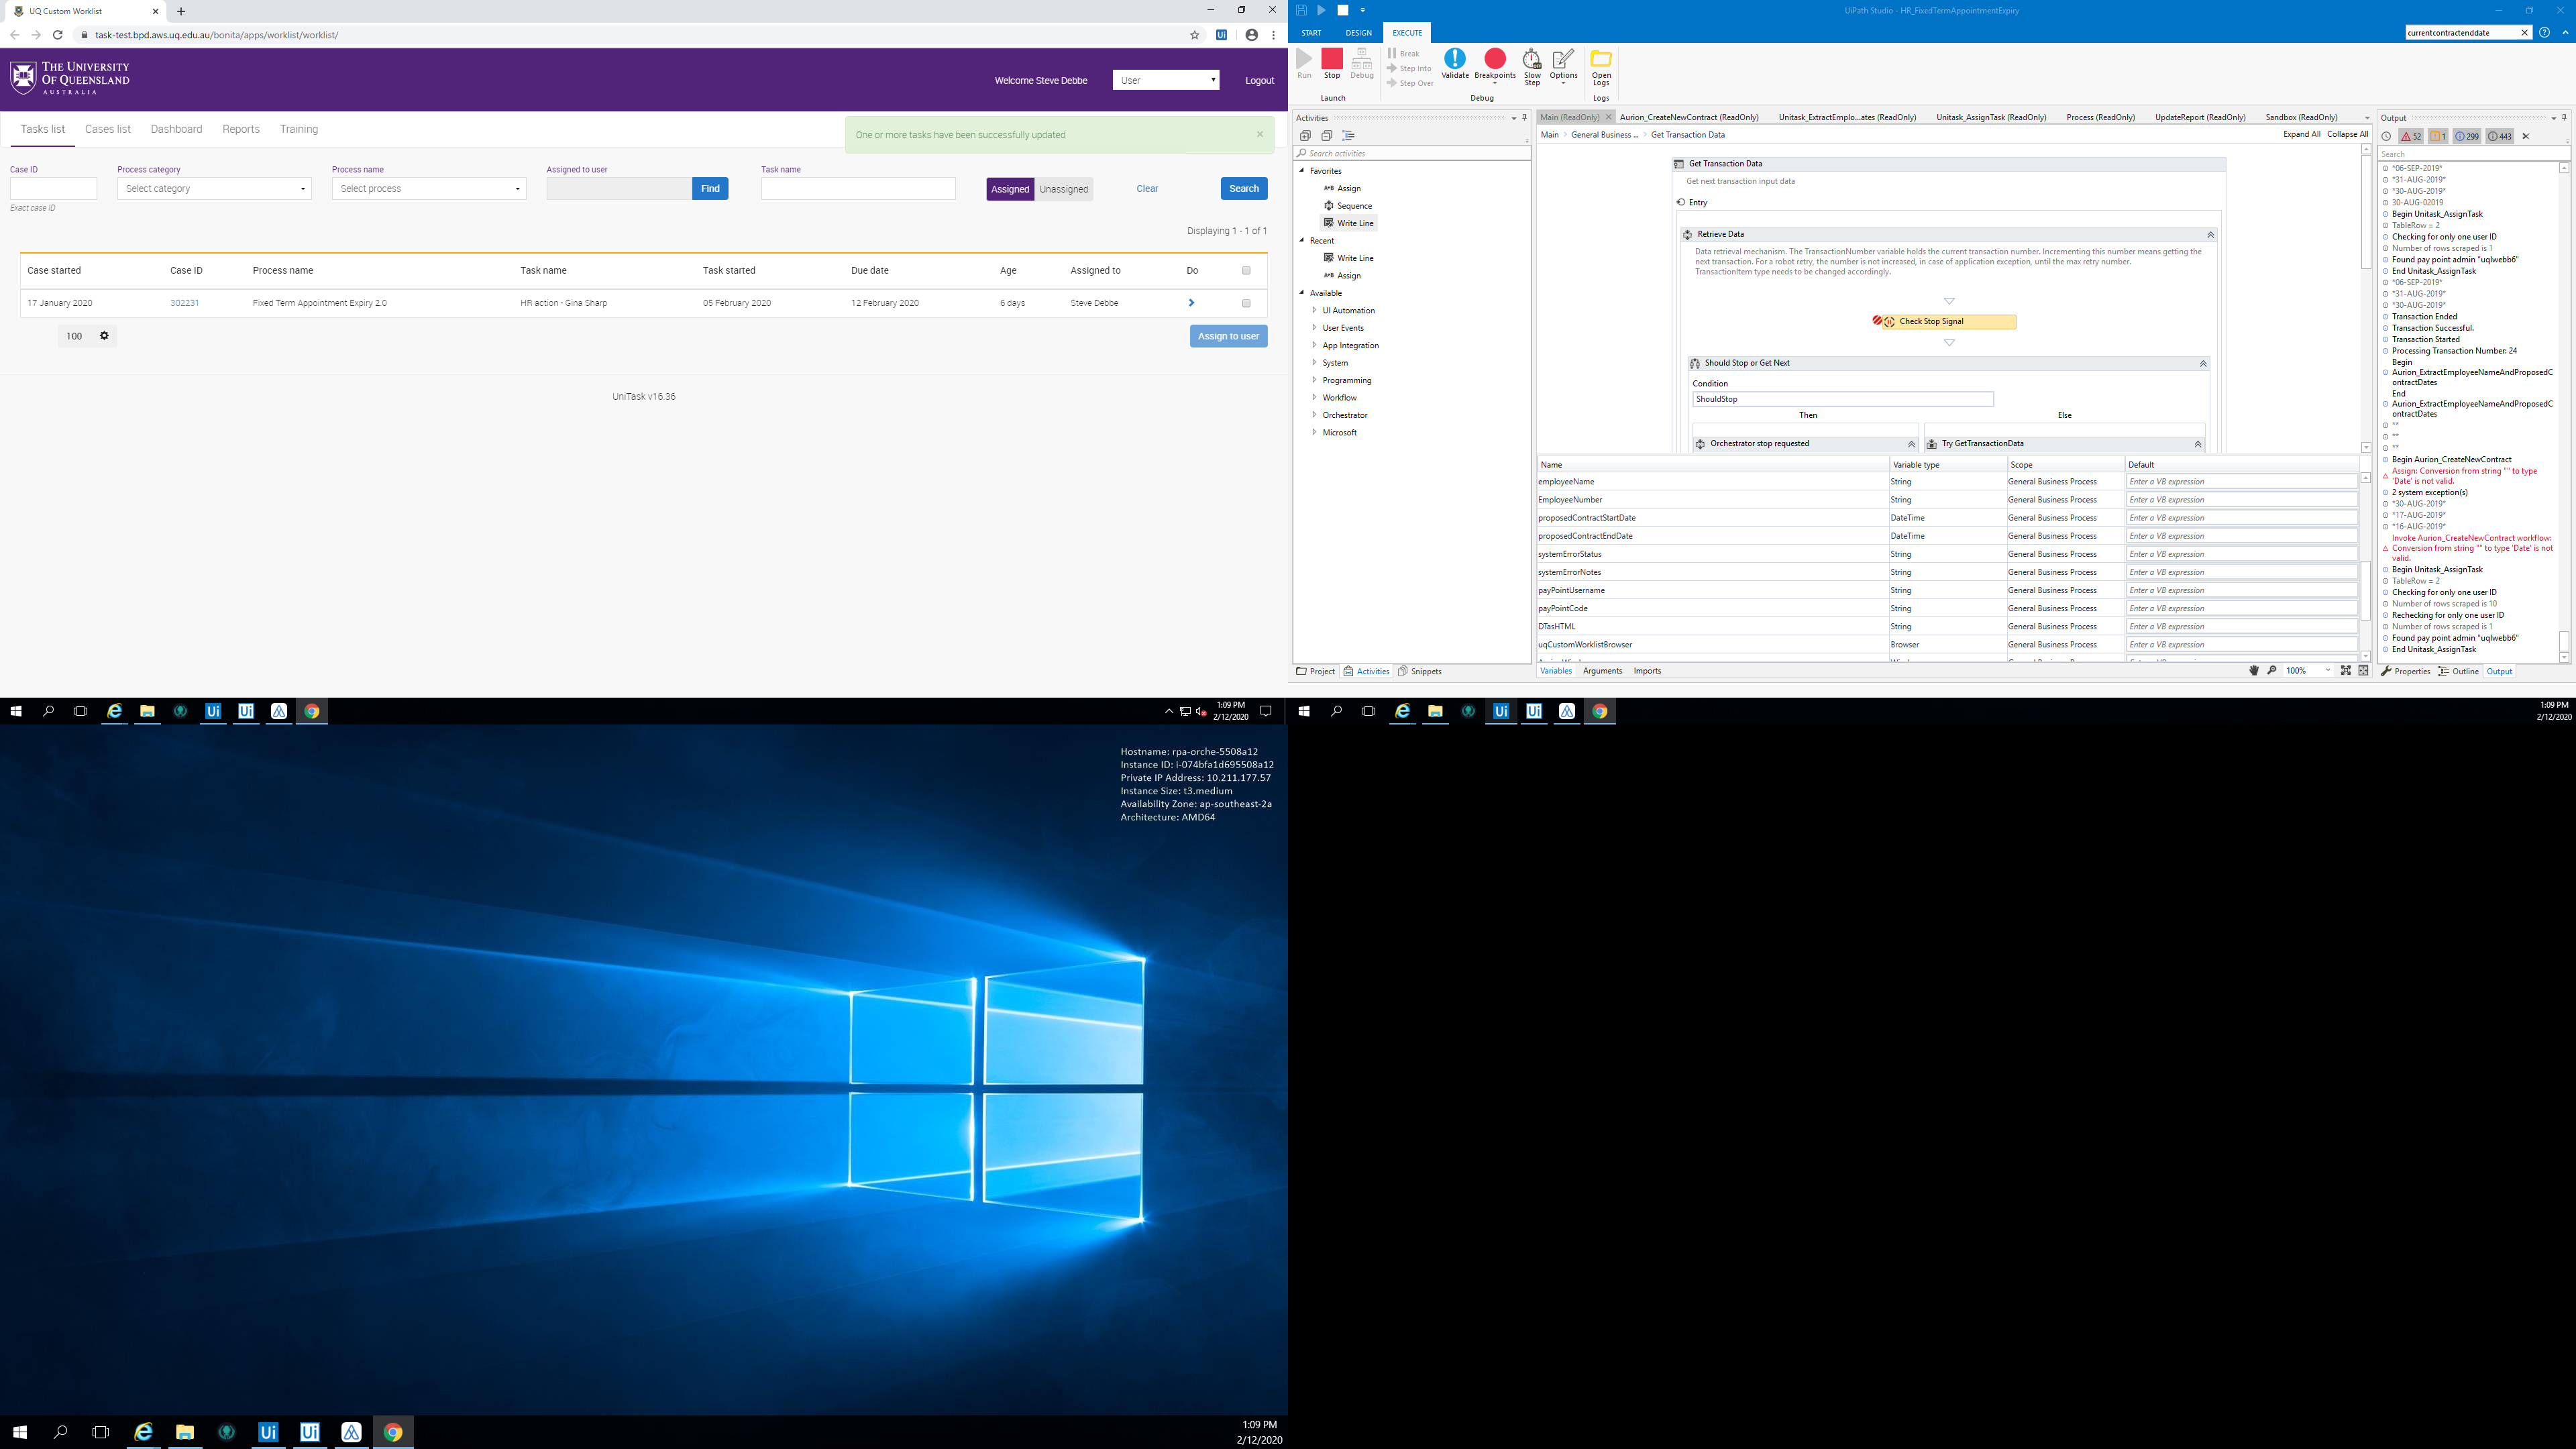 UQ Custom Worklist
task-test.bpd.aws.uq.edu.au/bonita/apps/worklist/worklist/
THE UNIVERSITY
OF QUEENSLAND
AUSTRALIA
Welcome Steve Debbe
User
Logout
Tasks list Cases list Dashboard Reports Training
One or more tasks have been successfully updated
Case ID Process category Process name Assigned to user Task name
Select category Select process Find Assigned Unassigned Clear Search
Exact case ID
Displaying 1 - 1 of 1
Case started Case ID Process name Task name Task started Due date Age Assigned to Do
17 January 2020 302231 Fixed Term Appointment Expiry 2.0 HR action - Gina Sharp 05 February 2020 12 February 2020 6 days Steve Debbe
100
Assign to user
UniTask v16.36
1:09 PM
2/12/2020
UiPath Studio - HR_FixedTermAppointmentExpiry
START DESIGN EXECUTE
currentcontractenddate
Run Stop Debug
Break
Step Into
Step Over
Validate Breakpoints Slow Step Options Open Logs
Launch Debug Logs
Activities
Search activities
Favorites
Assign
Sequence
Write Line
Recent
Write Line
Assign
Available
UI Automation
User Events
App Integration
System
Programming
Workflow
Orchestrator
Microsoft
Project Activities Snippets
Main (ReadOnly) Aurion_CreateNewContract (ReadOnly) Unitask_ExtractEmplo...ates (ReadOnly) Unitask_AssignTask (ReadOnly) Process (ReadOnly) UpdateReport (ReadOnly) Sandbox (ReadOnly)
Main > General Business ... > Get Transaction Data
Expand All Collapse All
Get Transaction Data
Get next transaction input data
Entry
Retrieve Data
Data retrieval mechanism. The TransactionNumber variable holds the current transaction number. Incrementing this number means getting the
next transaction. For a robot retry, the number is not increased, in case of application exception, until the max retry number.
TransactionItem type needs to be changed accordingly.
Check Stop Signal
Should Stop or Get Next
Condition
ShouldStop
Then Else
Orchestrator stop requested Try GetTransactionData
Name Variable type Scope Default
employeeName String General Business Process Enter a VB expression
EmployeeNumber String General Business Process Enter a VB expression
proposedContractStartDate DateTime General Business Process Enter a VB expression
proposedContractEndDate DateTime General Business Process Enter a VB expression
systemErrorStatus String General Business Process Enter a VB expression
systemErrorNotes String General Business Process Enter a VB expression
payPointUsername String General Business Process Enter a VB expression
payPointCode String General Business Process Enter a VB expression
DTasHTML String General Business Process Enter a VB expression
uqCustomWorklistBrowser Browser General Business Process Enter a VB expression
Variables Arguments Imports
100%
Output
52 1 299 443
Search
*06-SEP-2019*
*31-AUG-2019*
*30-AUG-2019*
30-AUG-02019
Begin Unitask_AssignTask
TableRow = 2
Checking for only one user ID
Number of rows scraped is 1
Found pay point admin "uqlwebb6"
End Unitask_AssignTask
*06-SEP-2019*
*31-AUG-2019*
*30-AUG-2019*
Transaction Ended
Transaction Successful.
Transaction Started
Processing Transaction Number: 24
Begin
Aurion_ExtractEmployeeNameAndProposedC
ontractDates
End
Aurion_ExtractEmployeeNameAndProposedC
ontractDates
**
**
**
Begin Aurion_CreateNewContract
Assign: Conversion from string "" to type
'Date' is not valid.
2 system exception(s)
*30-AUG-2019*
*17-AUG-2019*
*16-AUG-2019*
Invoke Aurion_CreateNewContract workflow:
Conversion from string "" to type 'Date' is not
valid.
Begin Unitask_AssignTask
TableRow = 2
Checking for only one user ID
Number of rows scraped is 10
Rechecking for only one user ID
Number of rows scraped is 1
Found pay point admin "uqlwebb6"
End Unitask_AssignTask
Properties Outline Output
1:09 PM
2/12/2020
Hostname: rpa-orche-5508a12
Instance ID: i-074bfa1d695508a12
Private IP Address: 10.211.177.57
Instance Size: t3.medium
Availability Zone: ap-southeast-2a
Architecture: AMD64
1:09 PM
2/12/2020